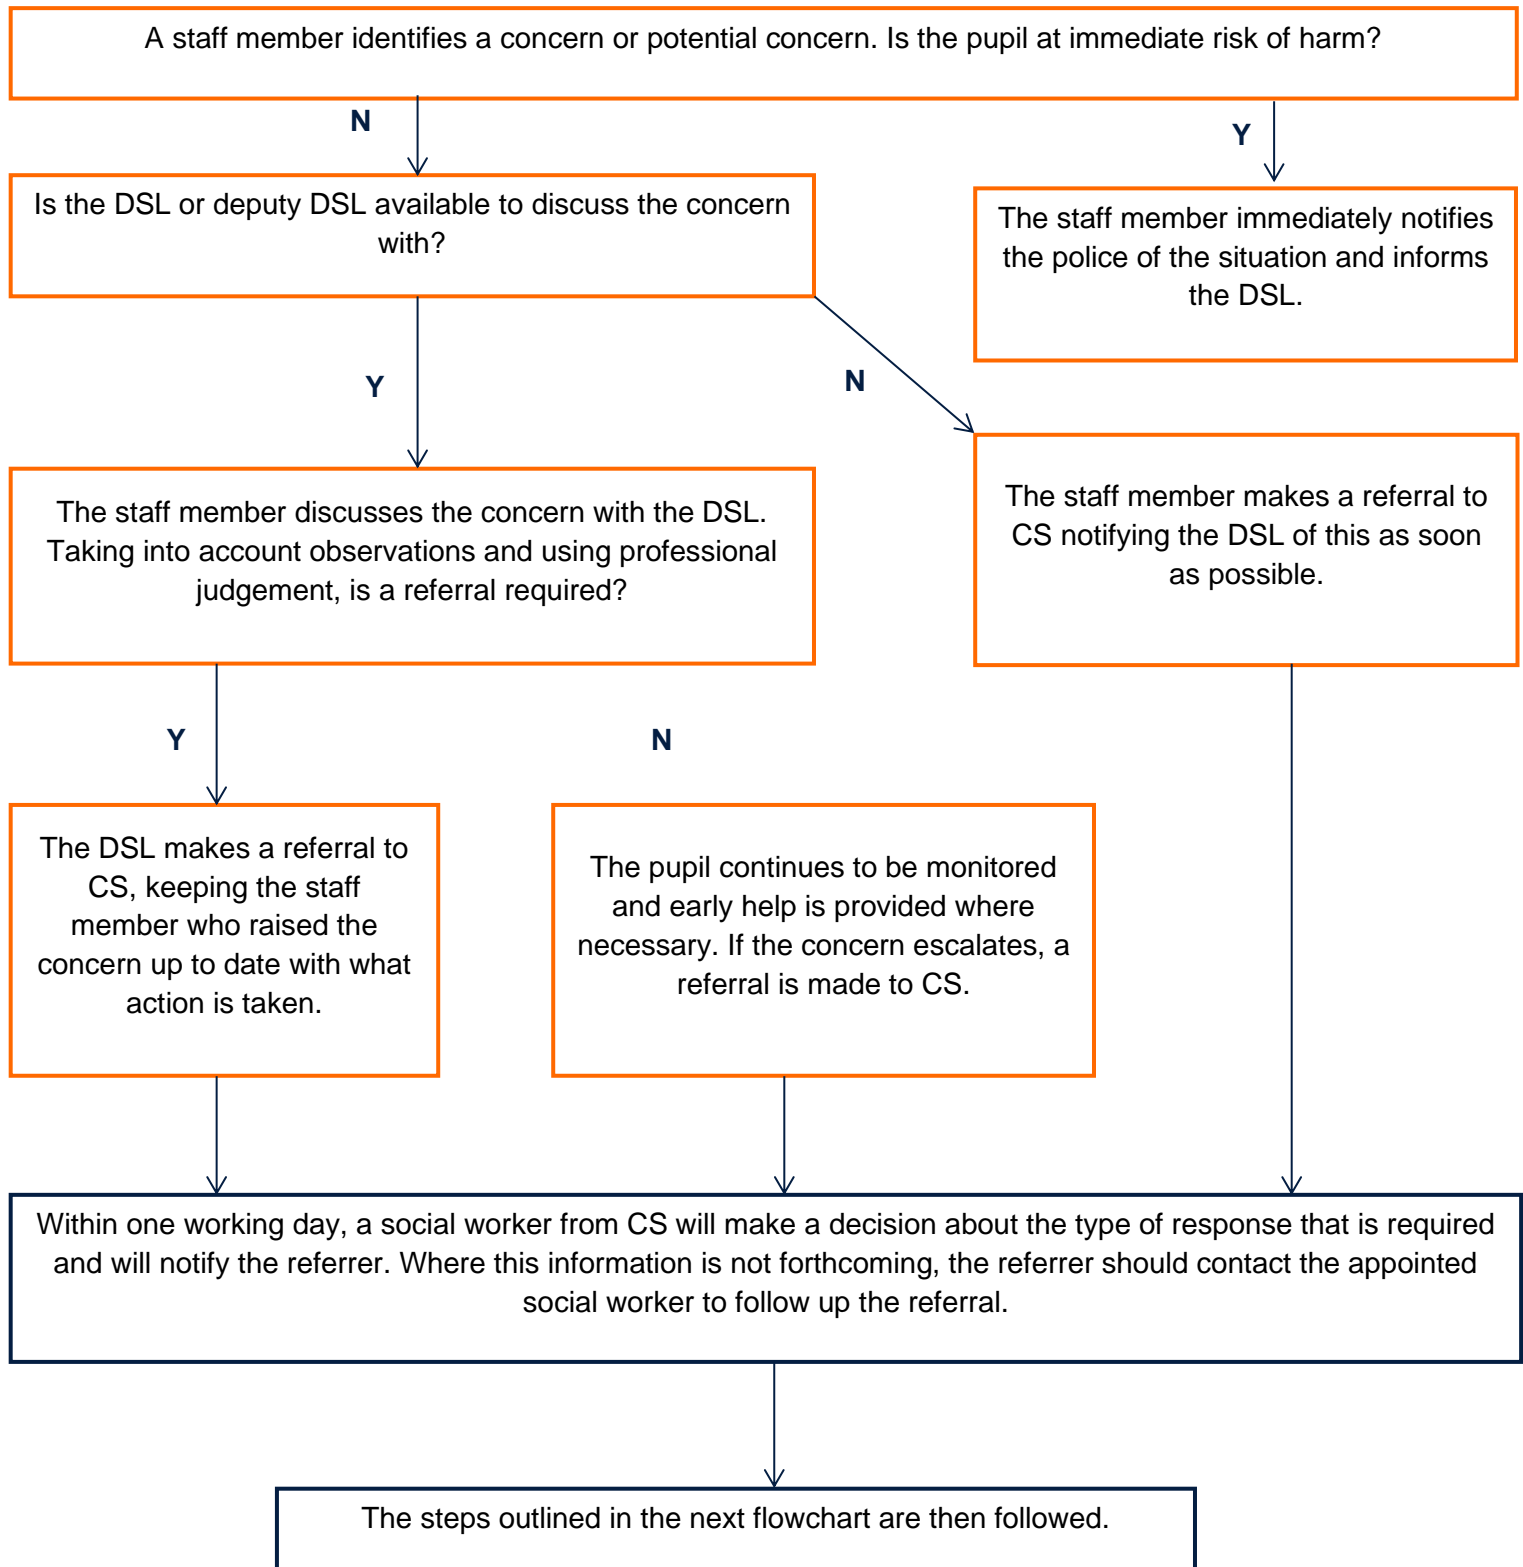 A staff member identifies a concern or potential concern. Is the pupil at immediate risk of harm?
N
Y
Is the DSL or deputy DSL available to discuss the concern
with?
The staff member immediately notifies
the police of the situation and informs
the DSL.
Y
N
The staff member discusses the concern with the DSL.
Taking into account observations and using professional
judgement, is a referral required?
The staff member makes a referral to
CS notifying the DSL of this as soon
as possible.
Y
N
The DSL makes a referral to
CS, keeping the staff
member who raised the
concern up to date with what
action is taken.
The pupil continues to be monitored
and early help is provided where
necessary. If the concern escalates, a
referral is made to CS.
Within one working day, a social worker from CS will make a decision about the type of response that is required
and will notify the referrer. Where this information is not forthcoming, the referrer should contact the appointed
social worker to follow up the referral.
The steps outlined in the next flowchart are then followed.